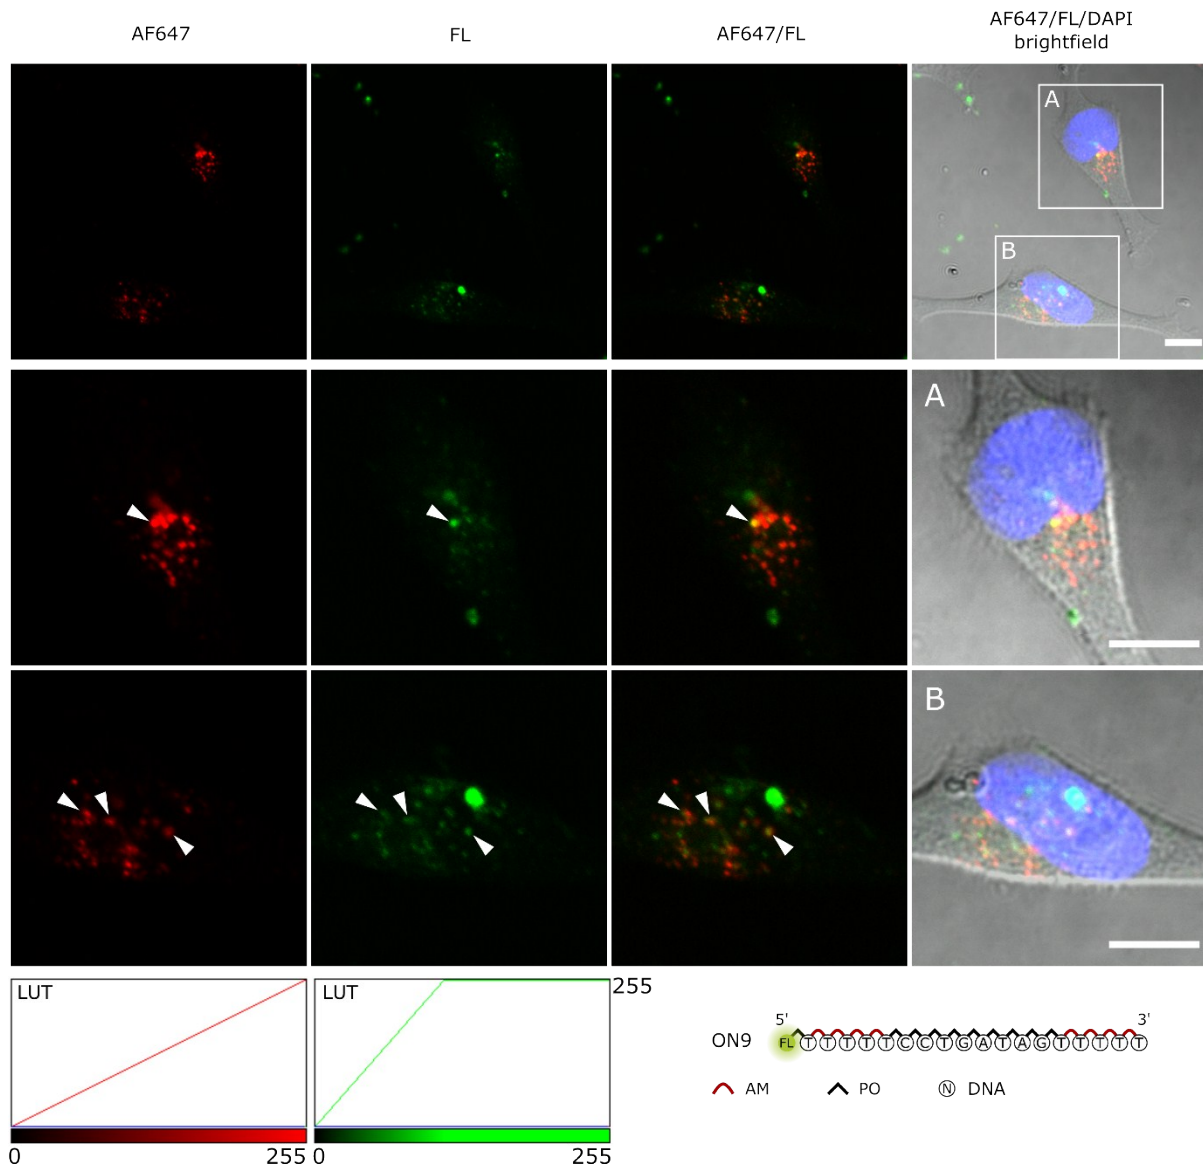 AF647
FL
AF647/FL
AF647/FL/DAPI
brightfield
A
B
A
B
LUT
LUT
255
0
255
0
255
5'
3'
ON9
FL T T T T T C C T G A T A G T T T T T
AM
PO
N DNA